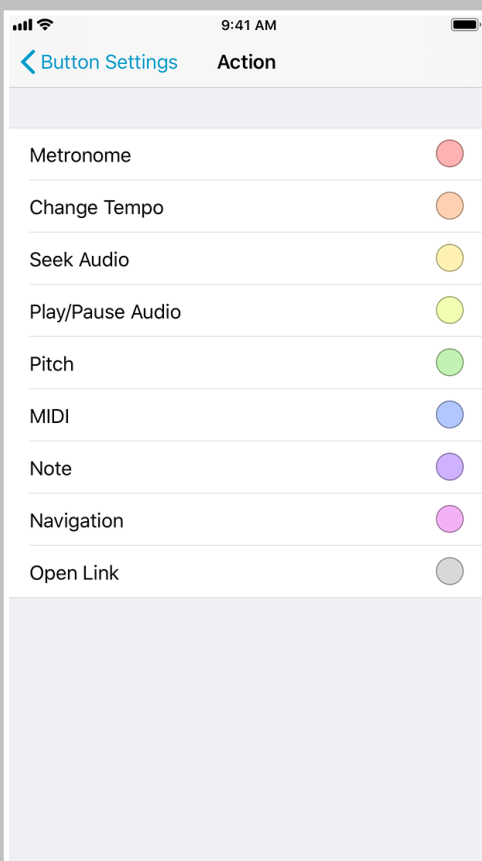 9:41 AM
Button Settings
Action
Metronome
Change Tempo
Seek Audio
Play/Pause Audio
Pitch
MIDI
Note
Navigation
Open Link